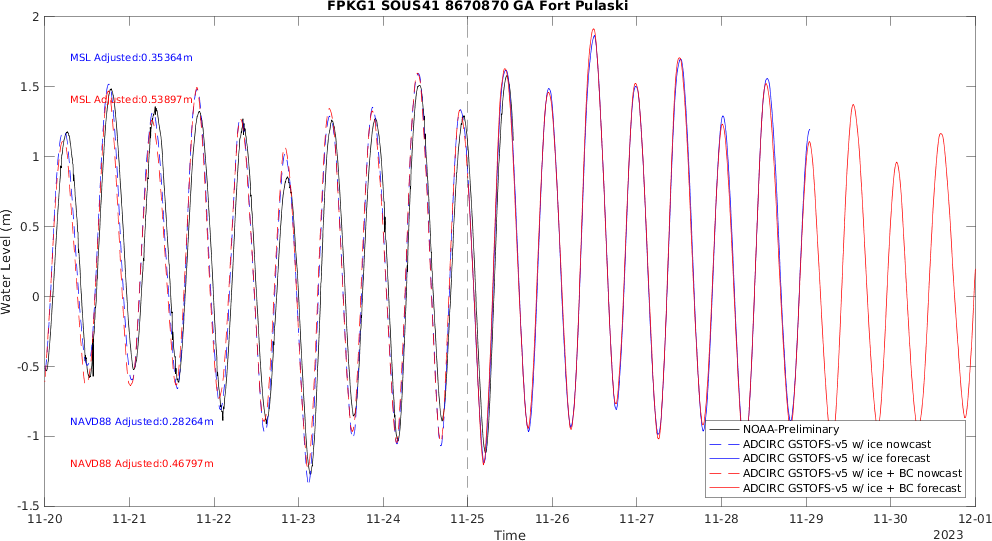 FPKG1 SOUS41 8670870 GA Fort Pulaski
2
1.5
1
0.5
0
-0.5
-1
-1.5
Water Level (m)
MSL Adjusted:0.35364m
MSL Adjusted:0.53897m
NAVD88 Adjusted:0.28264m
NAVD88 Adjusted:0.46797m
NOAA-Preliminary
ADCIRC GSTOFS-v5 w/ ice nowcast
ADCIRC GSTOFS-v5 w/ ice forecast
ADCIRC GSTOFS-v5 w/ ice + BC nowcast
ADCIRC GSTOFS-v5 w/ ice + BC forecast
11-20 11-21 11-22 11-23 11-24 11-25 11-26 11-27 11-28 11-29 11-30 12-01
Time
2023